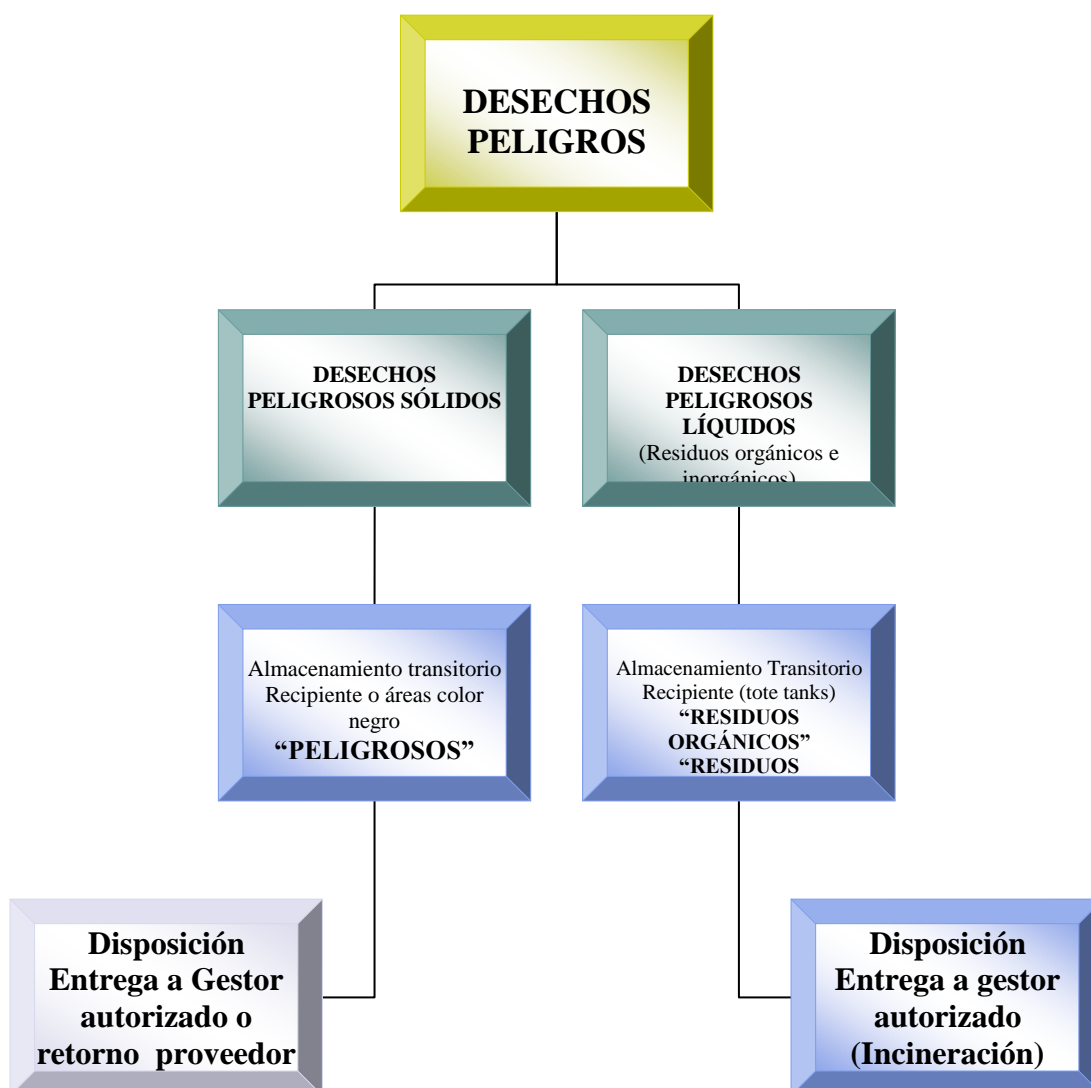 DESECHOS
PELIGROS
DESECHOS
PELIGROSOS SÓLIDOS
DESECHOS
PELIGROSOS
LÍQUIDOS
(Residuos orgánicos e
inorgánicos)
Almacenamiento transitorio
Recipiente o áreas color
negro
“PELIGROSOS”
Almacenamiento Transitorio
Recipiente (tote tanks)
“RESIDUOS
ORGÁNICOS”
“RESIDUOS
Disposición
Entrega a Gestor
autorizado o
retorno proveedor
Disposición
Entrega a gestor
autorizado
(Incineración)